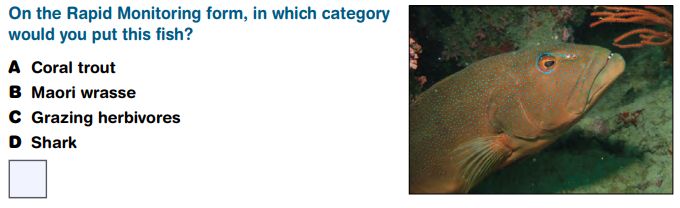 On the Rapid Monitoring form, in which category
would you put this fish?
A Coral trout
B Maori wrasse
C Grazing herbivores
D Shark